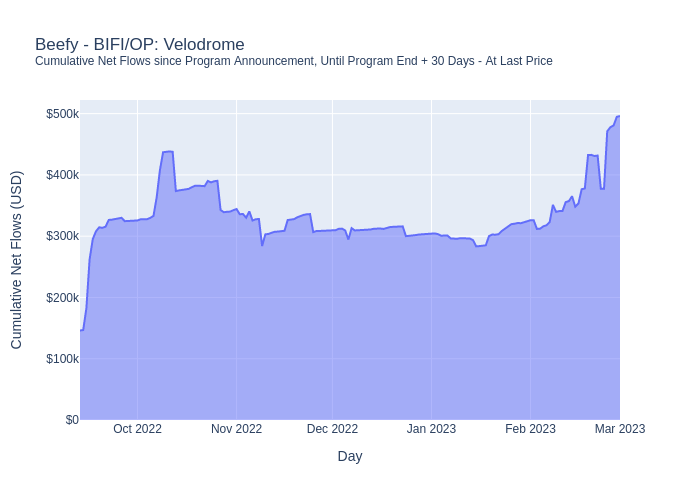 Beefy - BIFI/OP: Velodrome
Cumulative Net Flows since Program Announcement, Until Program End + 30 Days - At Last Price
Cumulative Net Flows (USD)
$500k
$400k
$300k
$200k
$100k
$0
Oct 2022 Nov 2022 Dec 2022 Jan 2023 Feb 2023 Mar 2023
Day